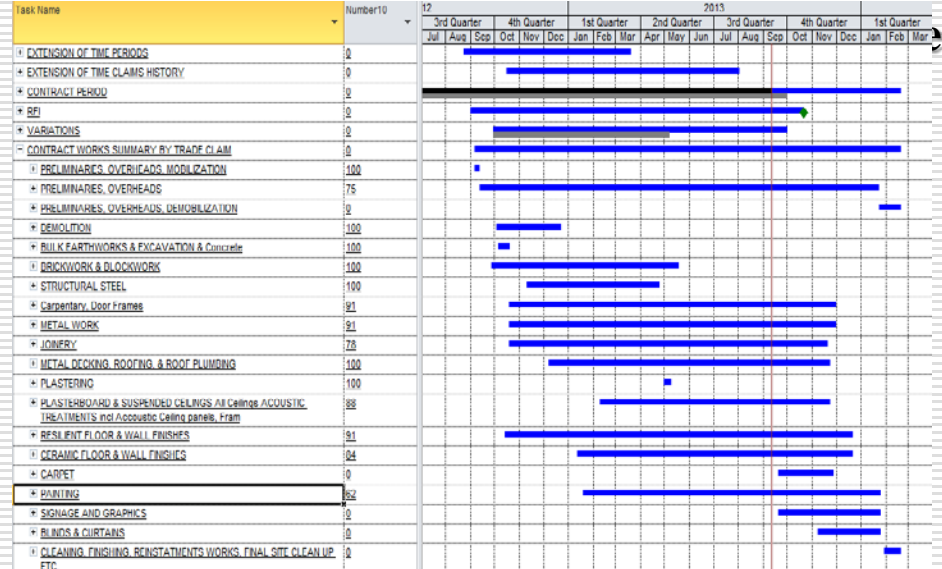 Task Name Number10 12 2013
3rd Quarter 4th Quarter 1st Quarter 2nd Quarter 3rd Quarter 4th Quarter 1st Quarter
Jul Aug Sep Oct Nov Dec Jan Feb Mar Apr May Jun Jul Aug Sep Oct Nov Dec Jan Feb Mar
e
EXTENSION OF TIME PERIODS 0
EXTENSION OF TIME CLAIMS HISTORY 0
CONTRACT PERIOD 0
RFI 0
VARIATIONS 0
CONTRACT WORKS SUMMARY BY TRADE CLAIM 0
PRELIMINARIES, OVERHEADS, MOBILIZATION 100
PRELIMINARIES, OVERHEADS 75
PRELIMINARIES, OVERHEADS, DEMOBILIZATION 0
DEMOLITION 100
BULK EARTHWORKS & EXCAVATION & Concrete 100
BRICKWORK & BLOCKWORK 100
STRUCTURAL STEEL 100
Carpentary, Door Frames 91
METAL WORK 91
JOINERY 78
METAL DECKING, ROOFING, & ROOF PLUMBING 100
PLASTERING 100
PLASTERBOARD & SUSPENDED CEILINGS All Ceilings ACOUSTIC 88
TREATMENTS incl Accoustic Ceiling panels, Fram
RESILIENT FLOOR & WALL FINISHES 91
CERAMIC FLOOR & WALL FINISHES
CARPET 0
PAINTING 62
SIGNAGE AND GRAPHICS 0
BLINDS & CURTAINS 0
CLEANING, FINISHING, REINSTATMENTS WORKS, FINAL SITE CLEAN UP 0
ETC